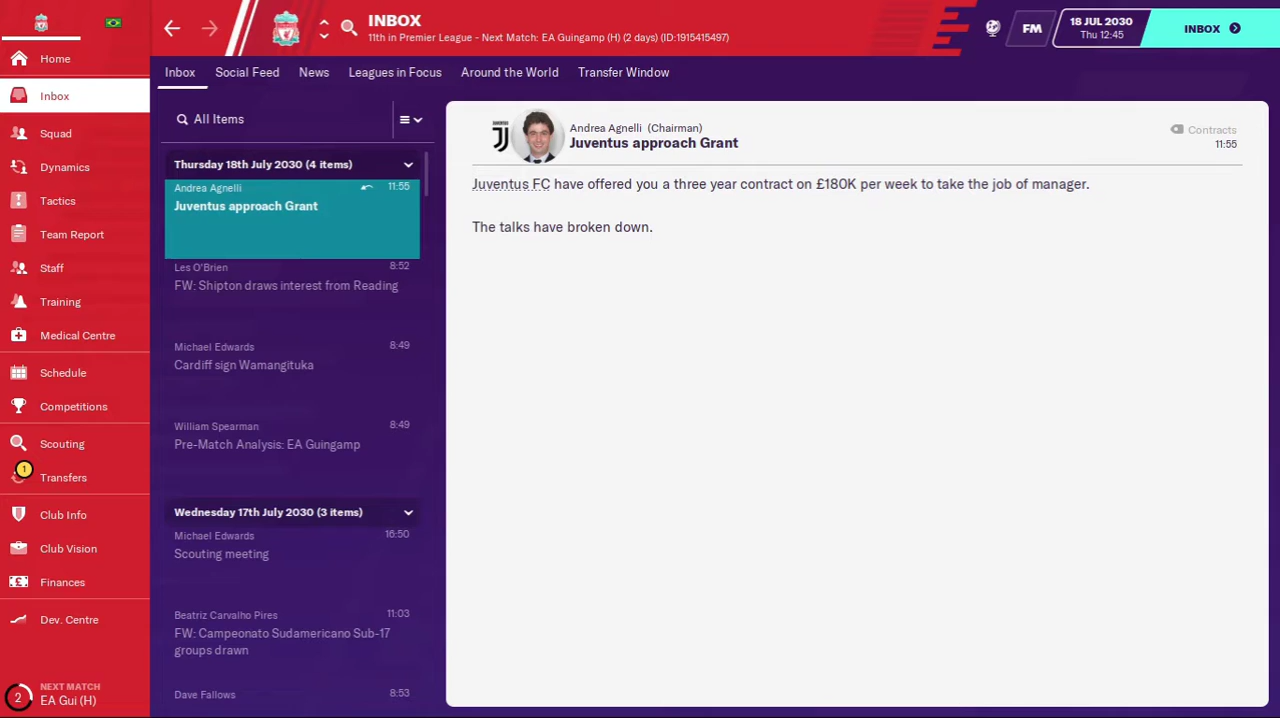 INBOX
11th in Premier League - Next Match: EA Guingamp (H) (2 days) (ID:1915415497)
FM
18 JUL 2030
Thu 12:45
INBOX
Home
Inbox
Squad
Dynamics
Tactics
Team Report
Staff
Training
Medical Centre
Schedule
Competitions
Scouting
1
Transfers
Club Info
Club Vision
Finances
Dev. Centre
2
NEXT MATCH
EA Gui (H)
Inbox Social Feed News Leagues in Focus Around the World Transfer Window
All Items
Thursday 18th July 2030 (4 items)
Andrea Agnelli 11:55
Juventus approach Grant
Les O'Brien 8:52
FW: Shipton draws interest from Reading
Michael Edwards 8:49
Cardiff sign Wamangituka
William Spearman 8:49
Pre-Match Analysis: EA Guingamp
Wednesday 17th July 2030 (3 items)
Michael Edwards 16:50
Scouting meeting
Beatriz Carvalho Pires 11:03
FW: Campeonato Sudamericano Sub-17
groups drawn
Dave Fallows 8:53
Andrea Agnelli (Chairman)
Juventus approach Grant
Contracts
11:55
Juventus FC have offered you a three year contract on £180K per week to take the job of manager.
The talks have broken down.